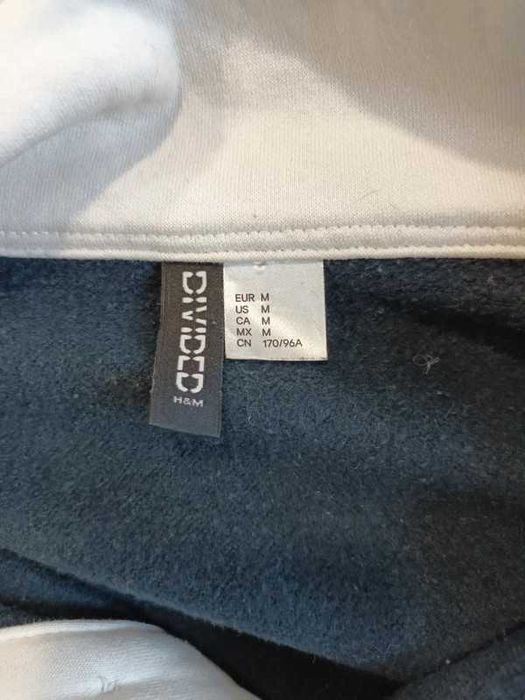 DIVIDED
H&M
EUR M
US M
CA M
MX M
CN 170/96A